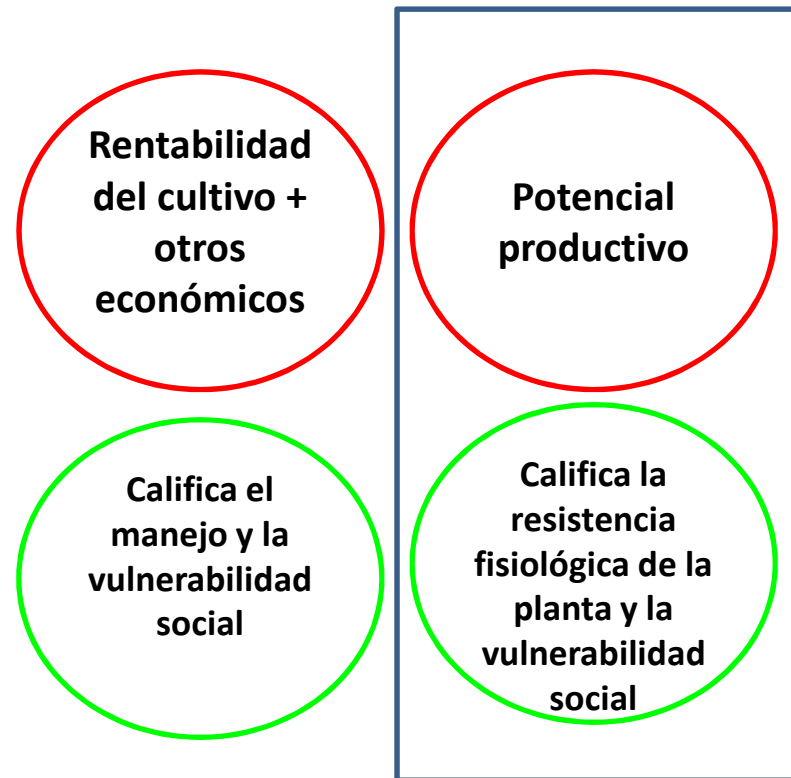 Rentabilidad
del cultivo +
otros
económicos
Potencial
productivo
Califica el
manejo y la
vulnerabilidad
social
Califica la
resistencia
fisiológica de la
planta y la
vulnerabilidad
social